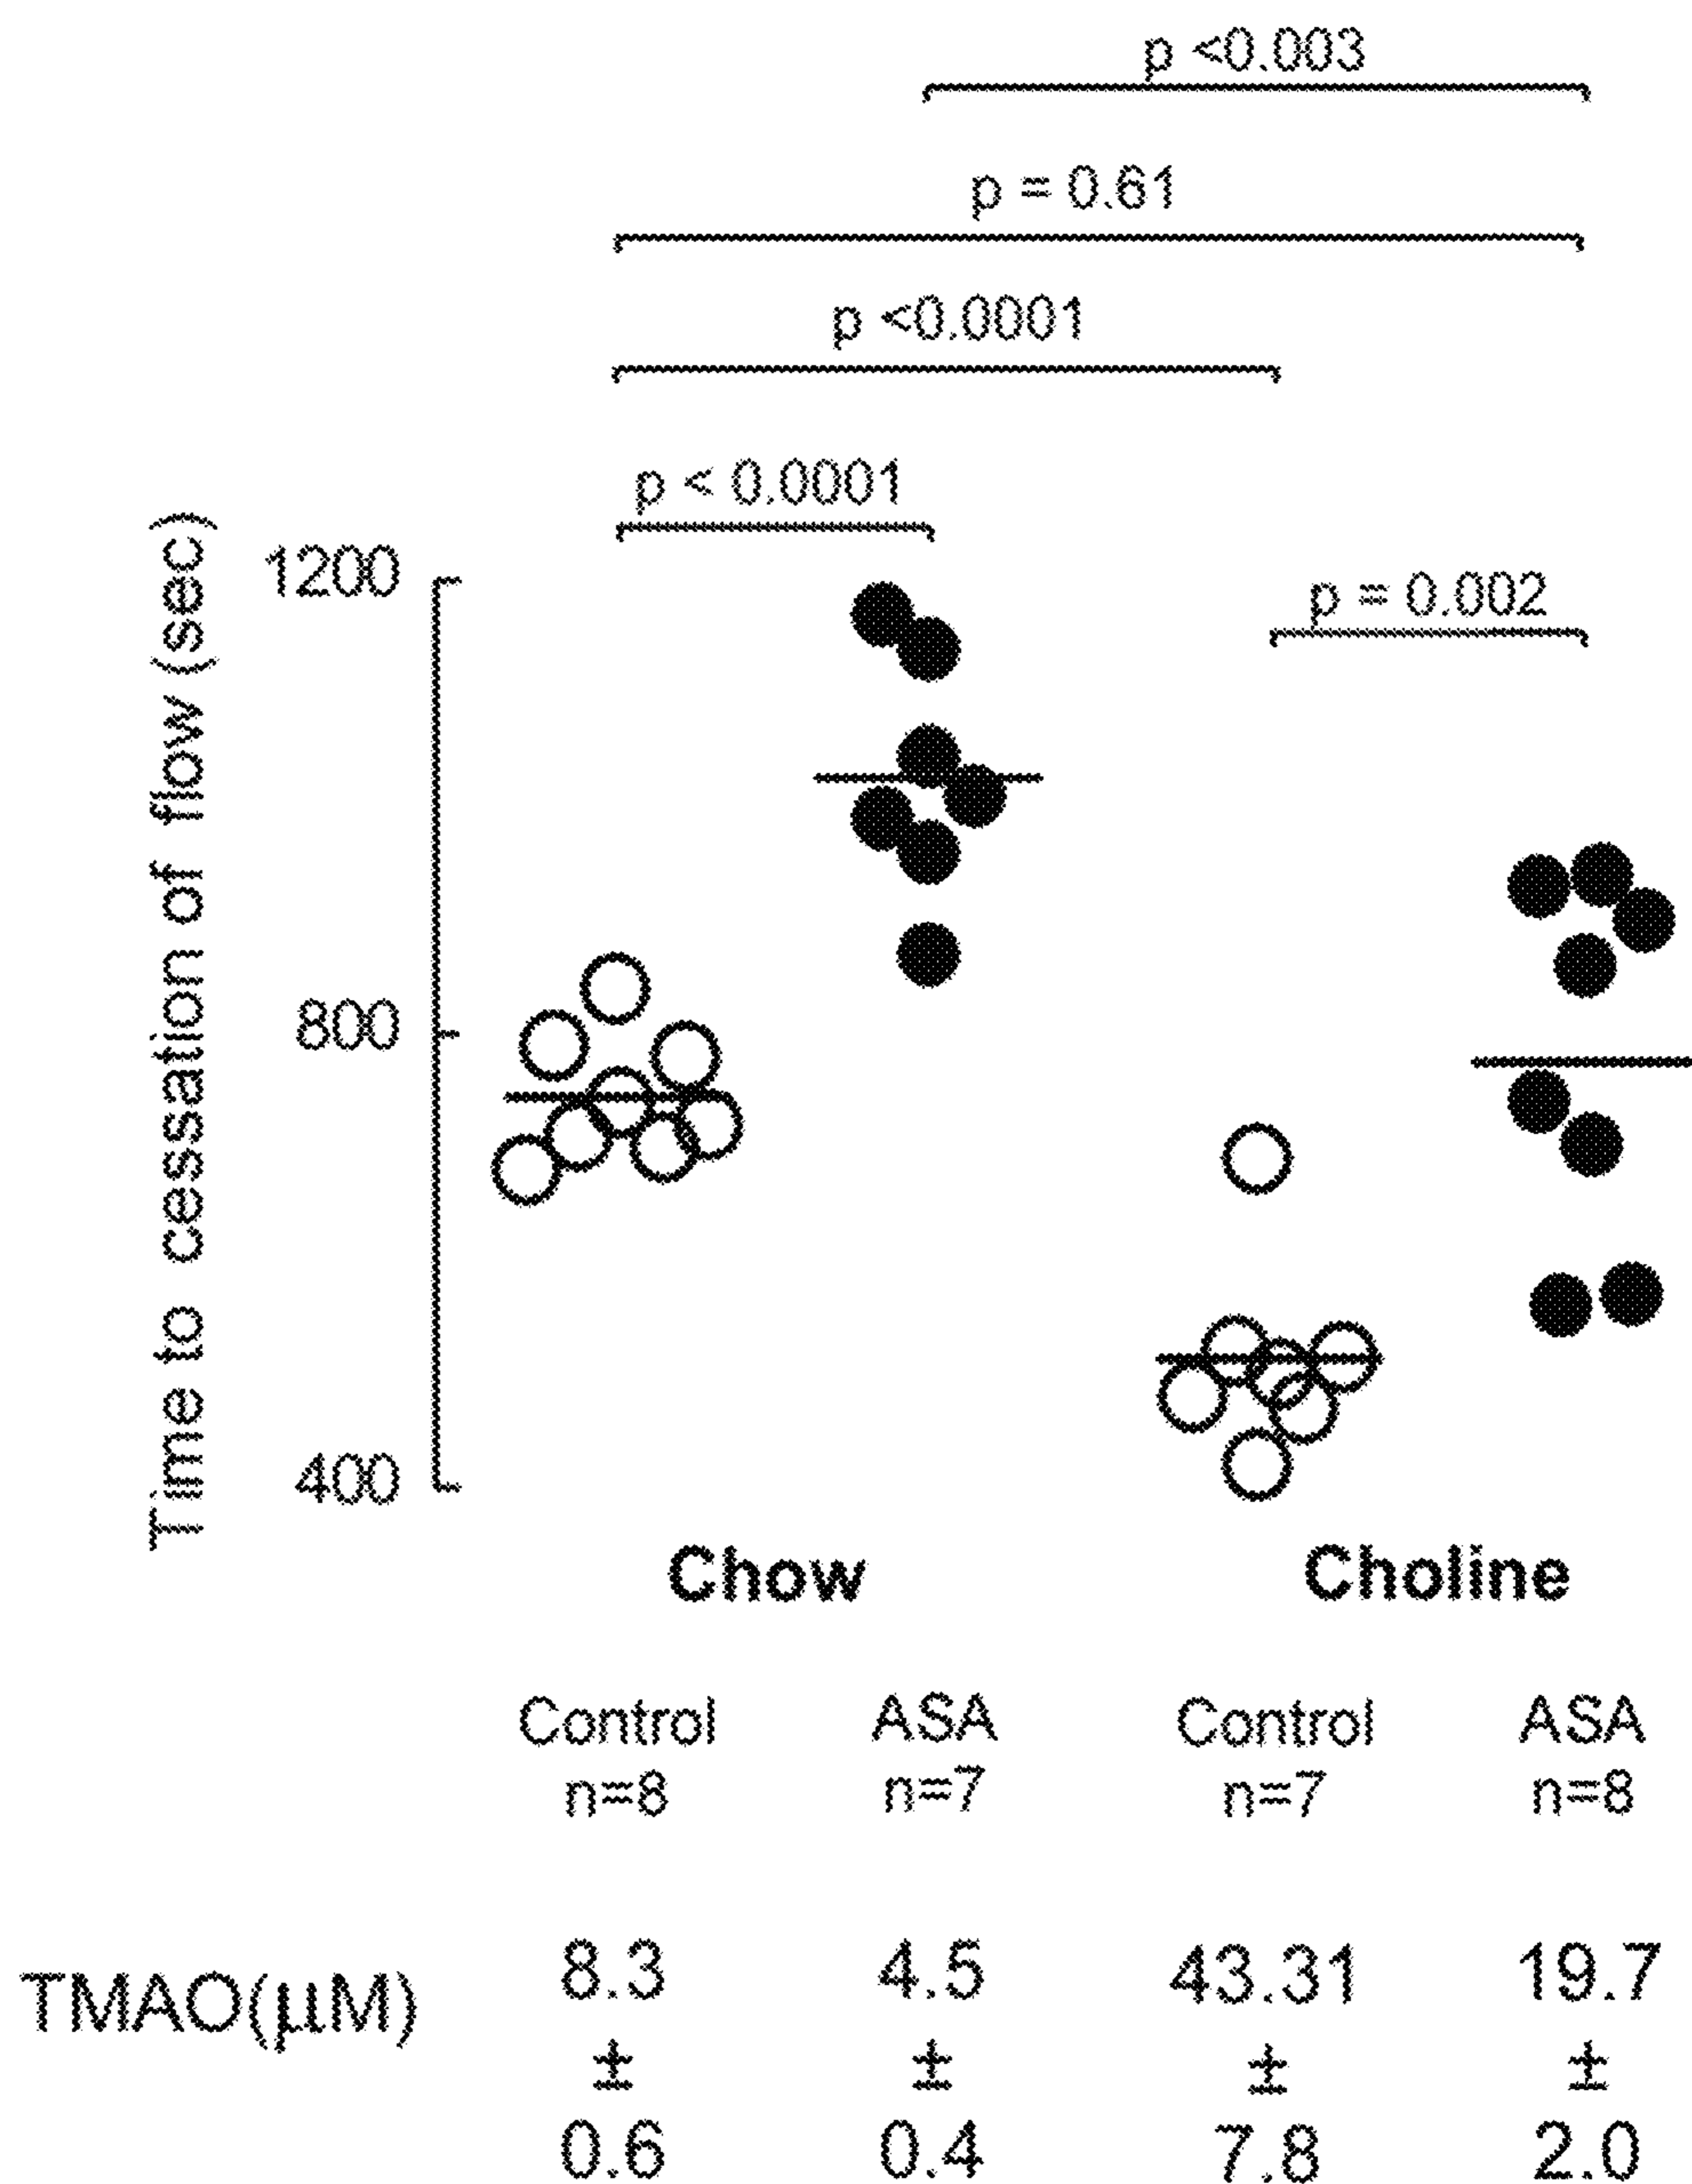 p <0.003
p = 0.61
p <0.0001
p < 0.0001
p = 0.002
Time to cessation of flow (sec)
1200
800
400
Chow Choline
Control ASA Control ASA
n=8 n=7 n=7 n=8
TMAO(μM) 8.3 4.5 43.31 19.7
± ± ± ±
0.6 0.4 7.8 2.0